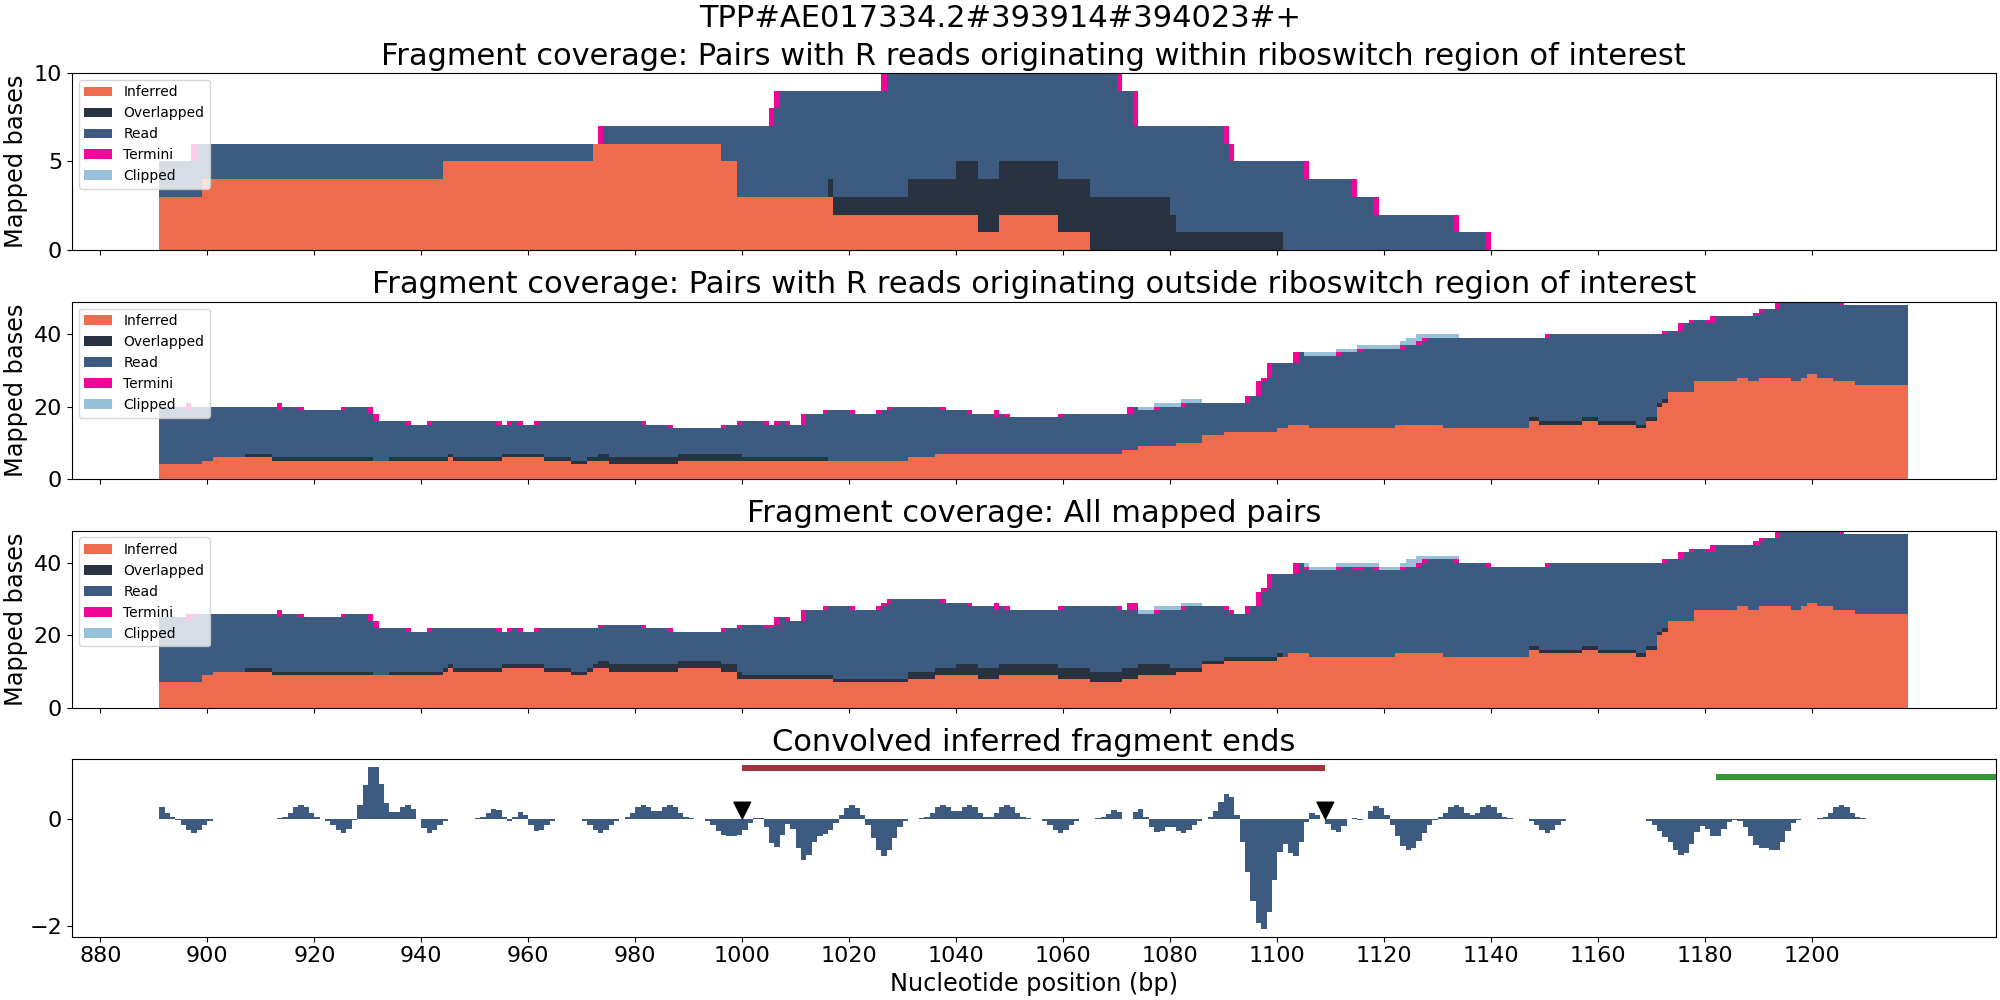 TPP#AE017334.2#393914#394023#+
Fragment coverage: Pairs with R reads originating within riboswitch region of interest
Mapped bases
10
5
0
Inferred
Overlapped
Read
Termini
Clipped
Fragment coverage: Pairs with R reads originating outside riboswitch region of interest
Mapped bases
40
20
0
Inferred
Overlapped
Read
Termini
Clipped
Fragment coverage: All mapped pairs
Mapped bases
40
20
0
Inferred
Overlapped
Read
Termini
Clipped
Convolved inferred fragment ends
0
−2
880 900 920 940 960 980 1000 1020 1040 1060 1080 1100 1120 1140 1160 1180 1200
Nucleotide position (bp)